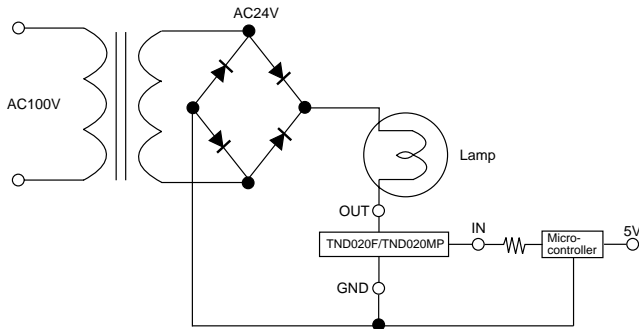 AC24V
AC100V
Lamp
OUT
TND020F/TND020MP
IN
Micro-
controller
5V
GND